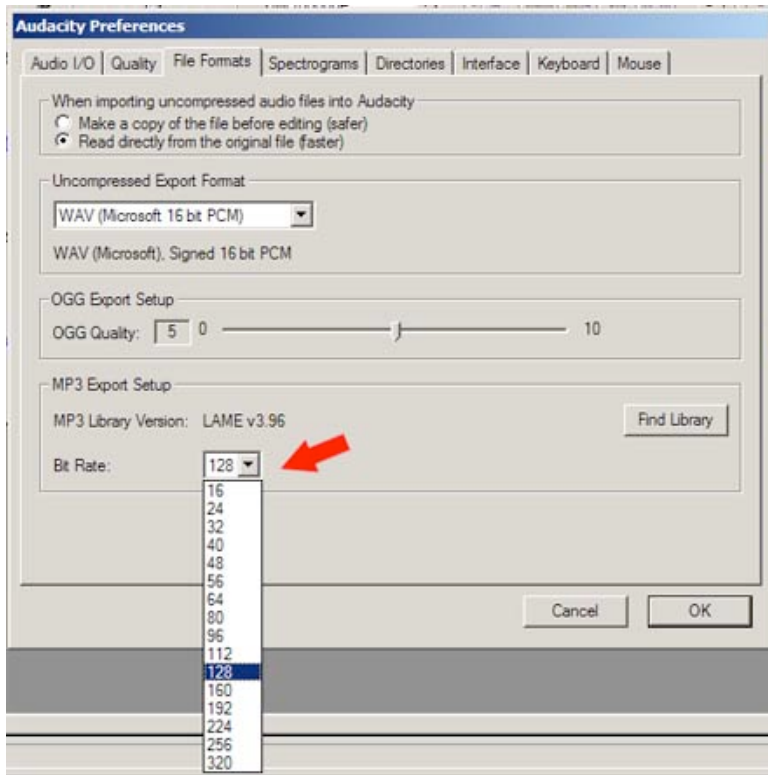 Audacity Preferences
Audio I/O Quality File Formats Spectrograms Directories Interface Keyboard Mouse
When importing uncompressed audio files into Audacity
Make a copy of the file before editing (safer)
Read directly from the original file (faster)
Uncompressed Export Format
WAV (Microsoft 16 bit PCM)
WAV (Microsoft), Signed 16 bit PCM
OGG Export Setup
OGG Quality: 5 0 10
MP3 Export Setup
MP3 Library Version: LAME v3.96 Find Library
Bit Rate: 128
16
24
32
40
48
56
64
80
96
112
128
160
192
224
256
320
Cancel OK